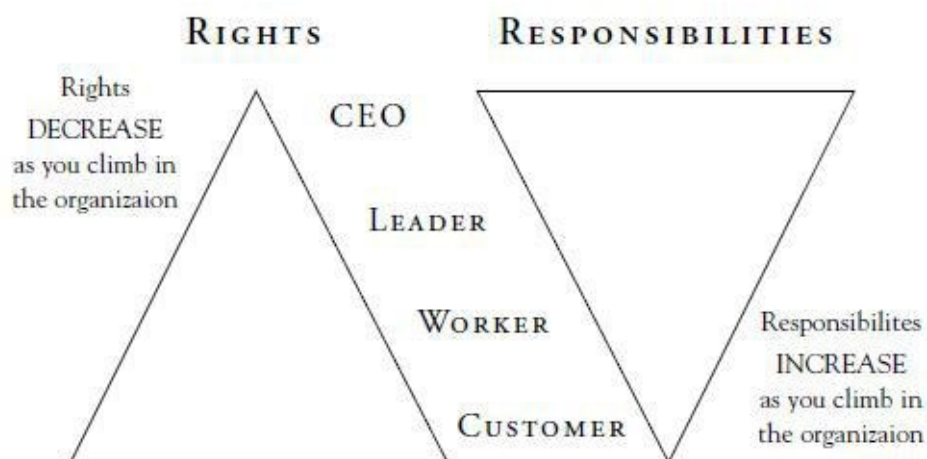 RIGHTS
RESPONSIBILITIES
Rights
DECREASE
as you climb in
the organizaion
CEO
LEADER
WORKER
CUSTOMER
Responsibilites
INCREASE
as you climb in
the organizaion